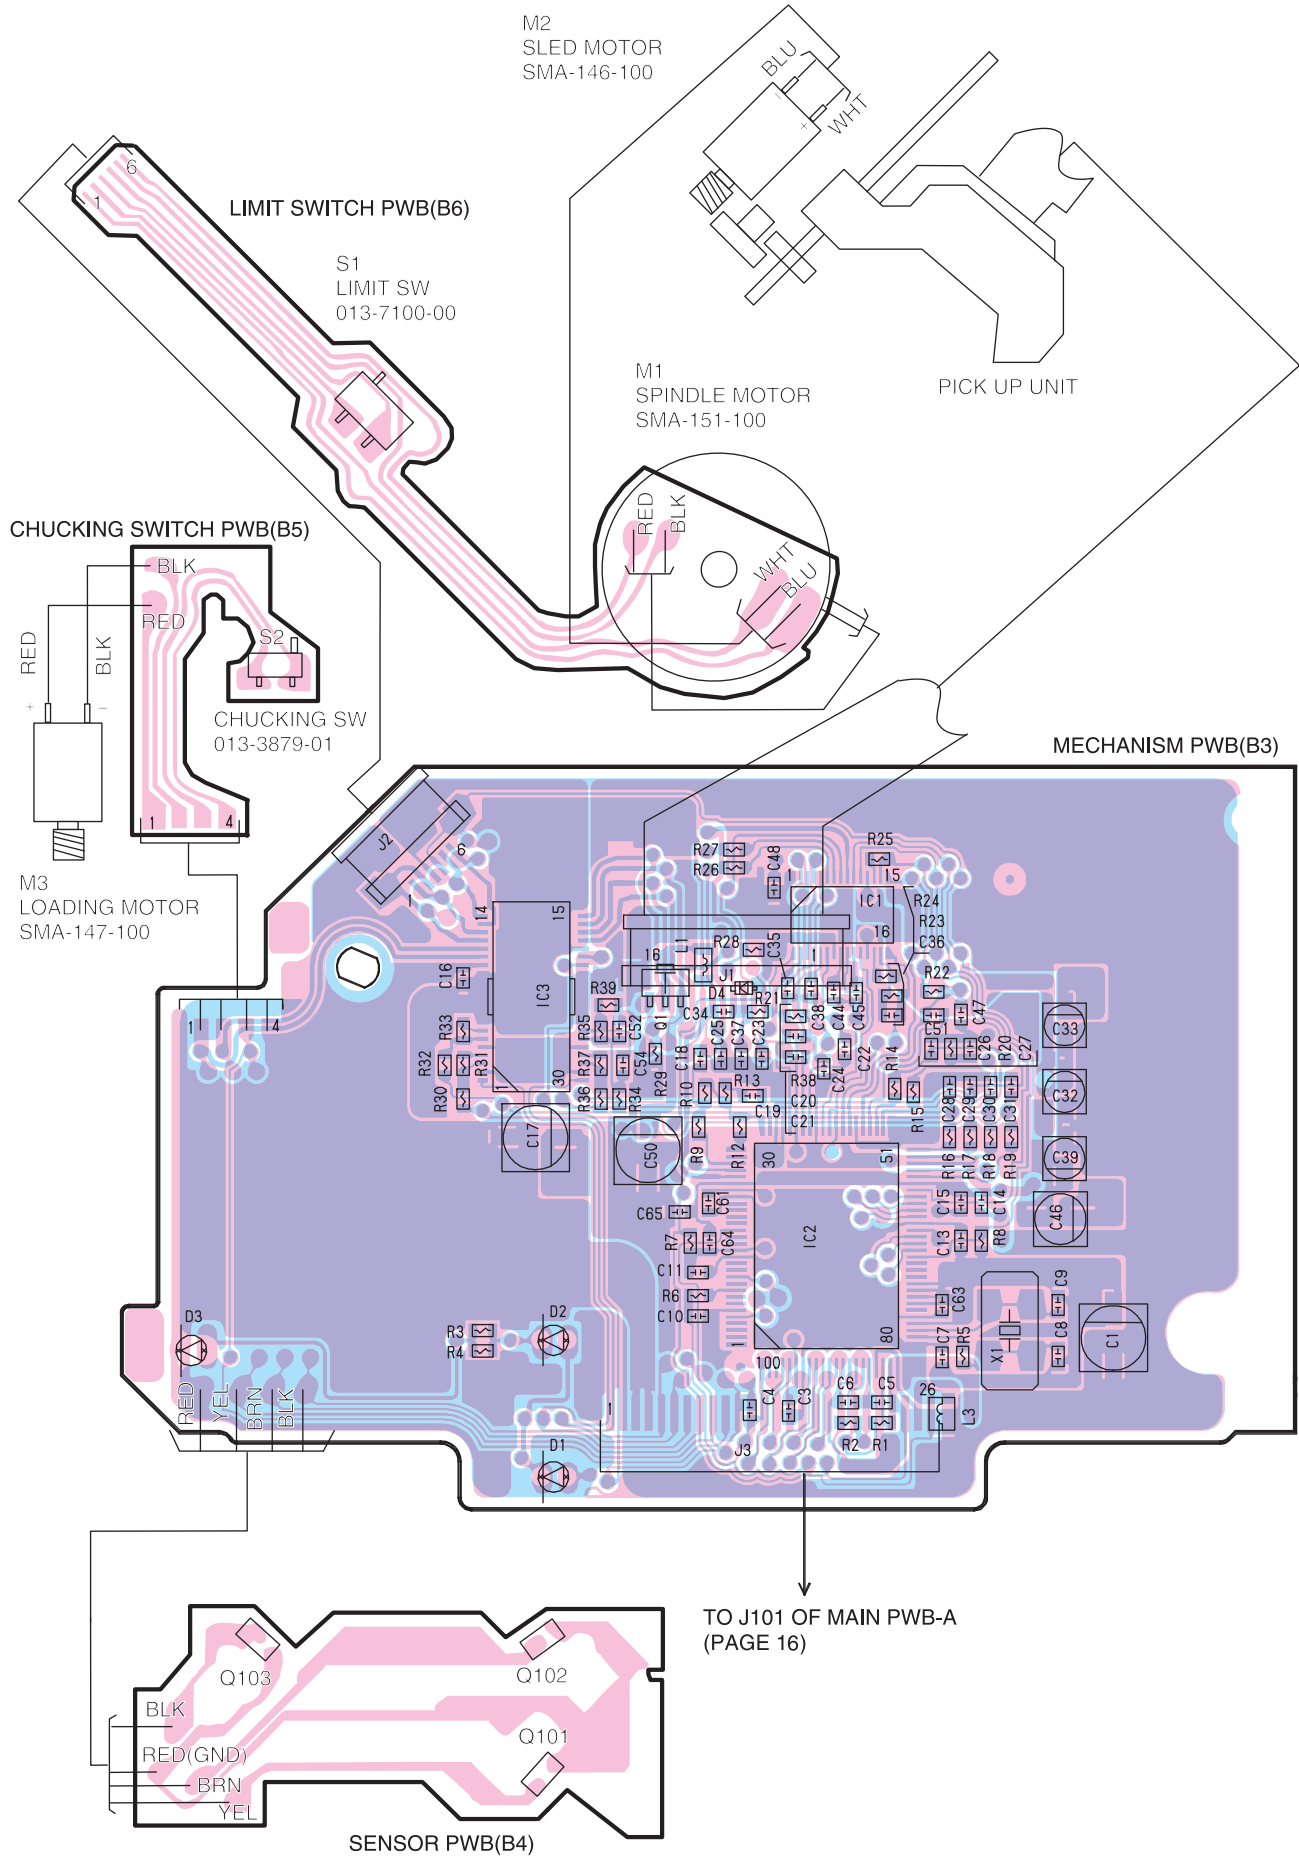 M2
SLED MOTOR
SMA-146-100
BLU
WHT
-
+
6
1
LIMIT SWITCH PWB(B6)
S1
LIMIT SW
013-7100-00
M1
SPINDLE MOTOR
SMA-151-100
PICK UP UNIT
RED
BLK
WHT
BLU
CHUCKING SWITCH PWB(B5)
BLK
RED
RED
BLK
S2
+
-
CHUCKING SW
013-3879-01
1
4
M3
LOADING MOTOR
SMA-147-100
MECHANISM PWB(B3)
J2
6
1
R27
R26
C48
R25
1
15
IC1
16
R24
R23
C36
14
15
IC3
1
30
16
L1
R28
C35
1
J1
D4
R21
C16
R39
Q1
C34
C38
C44
C45
R22
C51
C47
C33
R33
R35
C52
C25
C37
C23
C22
R14
C26
R20
C27
R32
R31
R37
C54
R29
C18
R10
R13
R38
C24
R30
R36
R34
C19
C20
C21
R15
C28
C29
C30
C31
C32
C17
C50
R9
R12
30
51
R16
R17
R18
R19
C39
C65
C61
IC2
C15
C14
C46
R7
C64
C13
R8
C11
R6
C10
C63
C9
1
80
100
C7
R5
X1
C8
C1
1
4
D3
R3
R4
D2
RED
YEL
BRN
BLK
1
C4
C3
C6
C5
26
L3
R2
R1
J3
D1
TO J101 OF MAIN PWB-A
(PAGE 16)
Q103
Q102
BLK
Q101
RED(GND)
BRN
YEL
SENSOR PWB(B4)